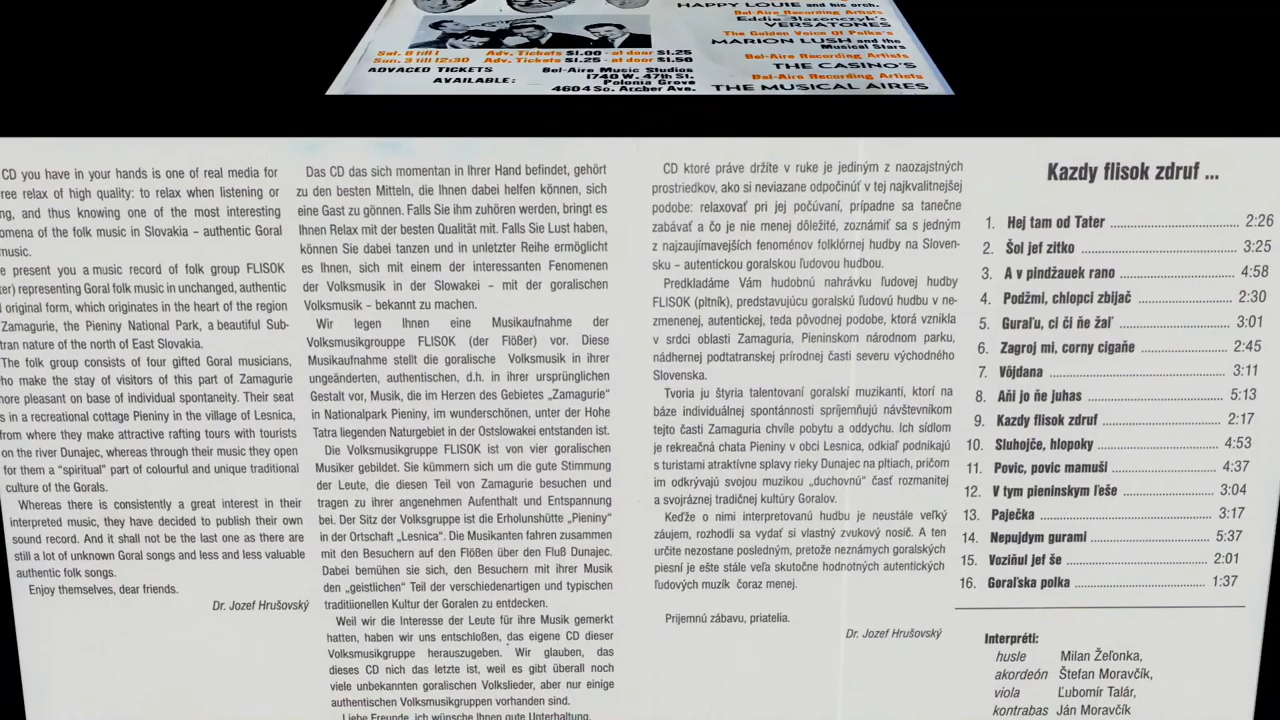 HAPPY LOUIE and his orch.
Bel-Aire Recording Artists
Eddie Blazonczyk's
VERSATONES
The Golden Voice Of Polka's
MARION LUSH and the
Musical Stars
Bel-Aire Recording Artists
THE CASINO'S
Bel-Aire Recording Artists
THE MUSICAL AIRES
Sat. 8 till 1 Adv. Tickets $1.00 - at door $1.25
Sun. 3 till 12:30 Adv. Tickets $1.25 - at door $1.50
ADVACED TICKETS
AVAILABLE:
Bel-Aire Music Studios
1740 W. 47th St.
Polonia Grove
4604 So. Archer Ave.
CD you have in your hands is one of real media for
ree relax of high quality: to relax when listening or
ng, and thus knowing one of the most interesting
omena of the folk music in Slovakia – authentic Goral
music.
e present you a music record of folk group FLISOK
ter) representing Goral folk music in unchanged, authentic
l original form, which originates in the heart of the region
Zamagurie, the Pieniny National Park, a beautiful Sub-
tran nature of the north of East Slovakia.
The folk group consists of four gifted Goral musicians,
ho make the stay of visitors of this part of Zamagurie
more pleasant on base of individual spontaneity. Their seat
s in a recreational cottage Pieniny in the village of Lesnica,
from where they make attractive rafting tours with tourists
on the river Dunajec, whereas through their music they open
for them a “spiritual” part of colourful and unique traditional
culture of the Gorals.
Whereas there is consistently a great interest in their
interpreted music, they have decided to publish their own
sound record. And it shall not be the last one as there are
still a lot of unknown Goral songs and less and less valuable
authentic folk songs.
Enjoy themselves, dear friends.
Dr. Jozef Hrušovský
Das CD das sich momentan in Ihrer Hand befindet, gehört
zu den besten Mitteln, die Ihnen dabei helfen können, sich
eine Gast zu gönnen. Falls Sie ihm zuhören werden, bringt es
Ihnen Relax mit der besten Qualität mit. Falls Sie Lust haben,
können Sie dabei tanzen und in unletzter Reihe ermöglicht
es Ihnen, sich mit einem der interessanten Fenomenen
der Volksmusik in der Slowakei - mit der goralischen
Volksmusik – bekannt zu machen.
Wir legen Ihnen eine Musikaufnahme der
Volksmusikgruppe FLISOK (der Flößer) vor. Diese
Musikaufnahme stellt die goralische Volksmusik in ihrer
ungeänderten, authentischen, d.h. in ihrer ursprünglichen
Gestalt vor, Musik, die im Herzen des Gebietes „Zamagurie“
in Nationalpark Pieniny, im wunderschönen, unter der Hohe
Tatra liegenden Naturgebiet in der Ostslowakei entstanden ist.
Die Volksmusikgruppe FLISOK ist von vier goralischen
Musiker gebildet. Sie kümmern sich um die gute Stimmung
der Leute, die diesen Teil von Zamagurie besuchen und
tragen zu ihrer angenehmen Aufenthalt und Entspannung
bei. Der Sitz der Volksgruppe ist die Erholunshütte „Pieniny“
in der Ortschaft „Lesnica“. Die Musikanten fahren zusammen
mit den Besuchern auf den Flößen über den Fluß Dunajec.
Dabei bemühen sie sich, den Besuchern mit ihrer Musik
den „geistlichen“ Teil der verschiedenartigen und typischen
traditiionellen Kultur der Goralen zu entdecken.
Weil wir die Interesse der Leute für ihre Musik gemerkt
hatten, haben wir uns entschloßen, das eigene CD dieser
Volksmusikgruppe herauszugeben. Wir glauben, das
dieses CD nich das letzte ist, weil es gibt überall noch
viele unbekannten goralischen Volkslieder, aber nur einige
authentischen Volksmusikgruppen vorhanden sind.
Liebe Freunde, ich wünsche Ihnen gute Unterhaltung.
CD ktoré práve držíte v ruke je jediným z naozajstných
prostriedkov, ako si neviazane odpočinúť v tej najkvalitnejšej
podobe: relaxovať pri jej počúvaní, prípadne sa tanečne
zabávať a čo je nie menej dôležité, zoznámiť sa s jedným
z najzaujímavejších fenoménov folklórnej hudby na Sloven-
sku – autentickou goralskou ľudovou hudbou.
Predkladáme Vám hudobnú nahrávku ľudovej hudby
FLISOK (pltník), predstavujúcu goralskú ľudovú hudbu v ne-
zmenenej, autentickej, teda pôvodnej podobe, ktorá vznikla
v srdci oblasti Zamaguria, Pieninskom národnom parku,
nádhernej podtatranskej prírodnej časti severu východného
Slovenska.
Tvoria ju štyria talentovaní goralskí muzikanti, ktorí na
báze individuálnej spontánnosti spríjemňujú návštevníkom
tejto časti Zamaguria chvíle pobytu a oddychu. Ich sídlom
je rekreačná chata Pieniny v obci Lesnica, odkiaľ podnikajú
s turistami atraktívne splavy rieky Dunajec na pltiach, pričom
im odkrývajú svojou muzikou „duchovnú“ časť rozmanitej
a svojráznej tradičnej kultúry Goralov.
Keďže o nimi interpretovanú hudbu je neustále veľký
záujem, rozhodli sa vydať si vlastný zvukový nosič. A ten
určite nezostane posledným, pretože neznámych goralských
piesní je ešte stále veľa skutočne hodnotných autentických
ľudových muzík čoraz menej.
Prijemnú zábavu, priatelia.
Dr. Jozef Hrušovský
Kazdy flisok zdruf ...
1. Hej tam od Tater 2:26
2. Šol jef zitko 3:25
3. A v pindžauek rano 4:58
4. Podžmi, chlopci zbijač 2:30
5. Guraľu, ci či ňe žaľ 3:01
6. Zagroj mi, corny cigaňe 2:45
7. Vôjdana 3:11
8. Aňi jo ňe juhas 5:13
9. Kazdy flisok zdruf 2:17
10. Sluhojče, hlopoky 4:53
11. Povic, povic mamuši 4:37
12. V tym pieninskym ľeše 3:04
13. Paječka 3:17
14. Nepujdym gurami 5:37
15. Voziňul jef še 2:01
16. Goraľska polka 1:37
Interpréti:
husle Milan Žeľonka,
akordeón Štefan Moravčík,
viola Ľubomír Talár,
kontrabas Ján Moravčík